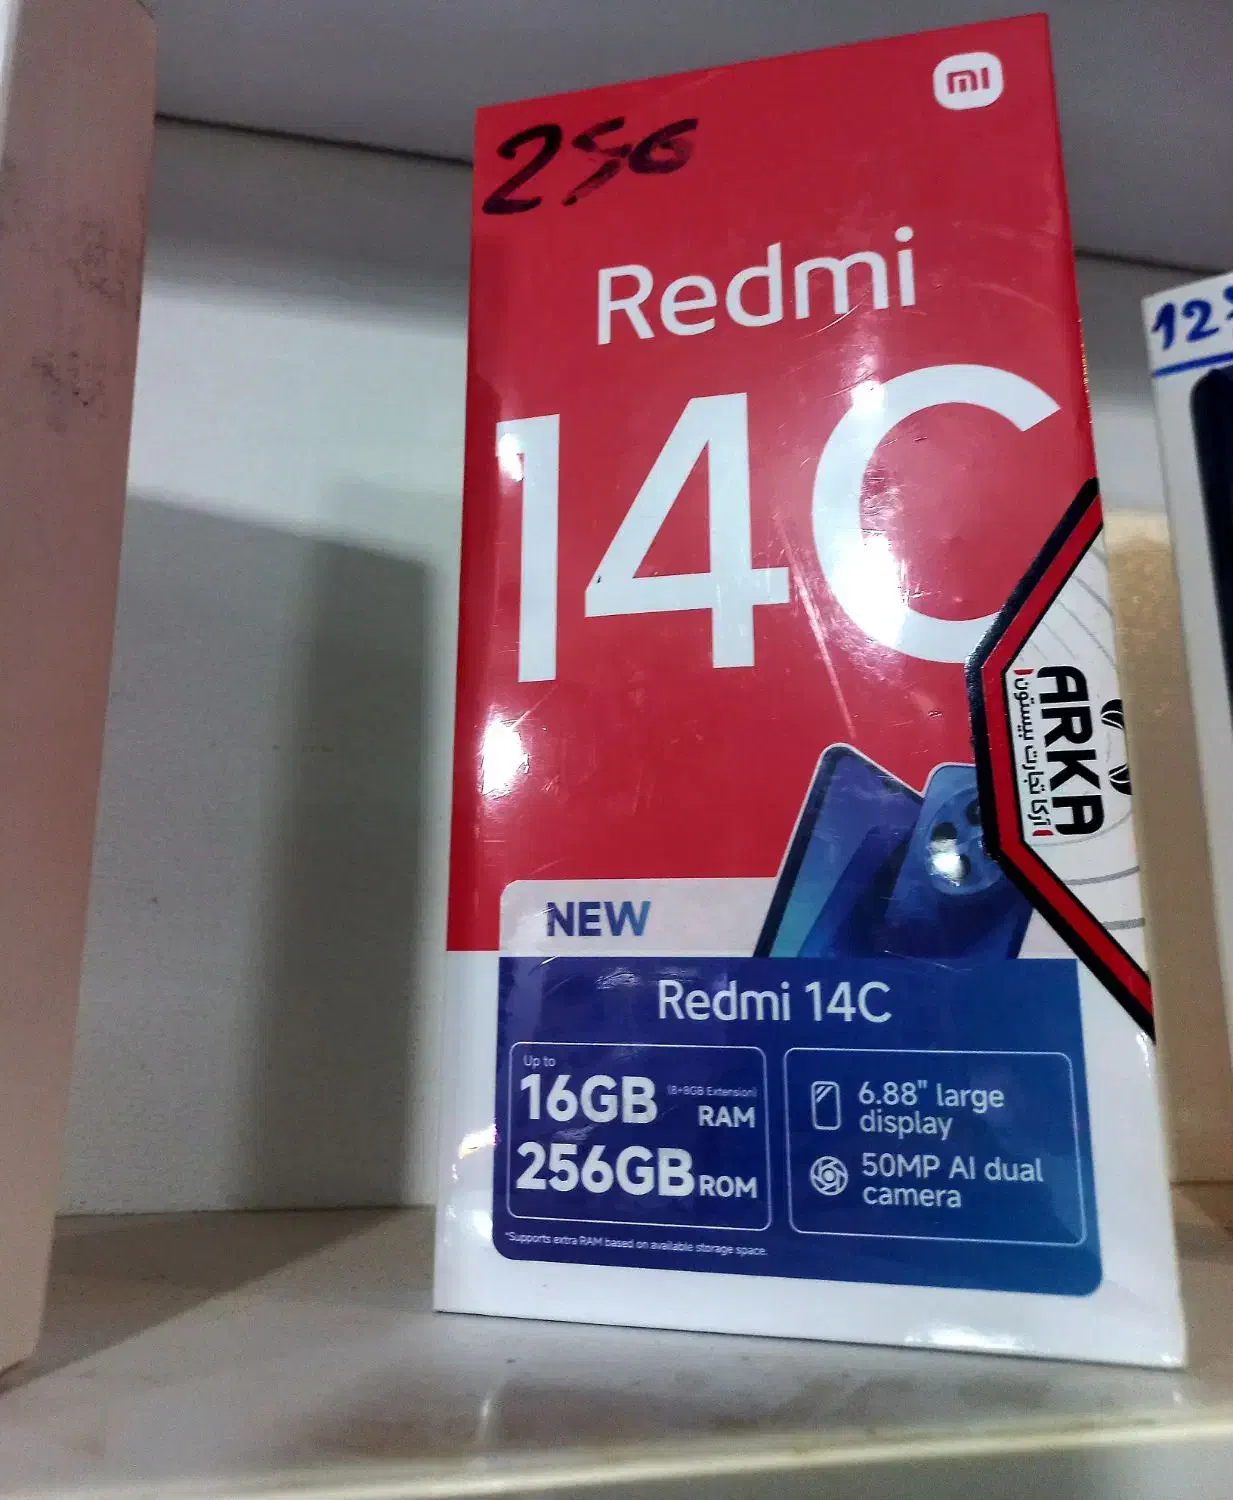 256
mi
Redmi
14C
ARKA
آرکا تجارت بیستون
NEW
Redmi 14C
Up to
16GB (8+8GB Extension) RAM
256GB ROM
6.88" large
display
50MP AI dual
camera
*Supports extra RAM based on available storage space.